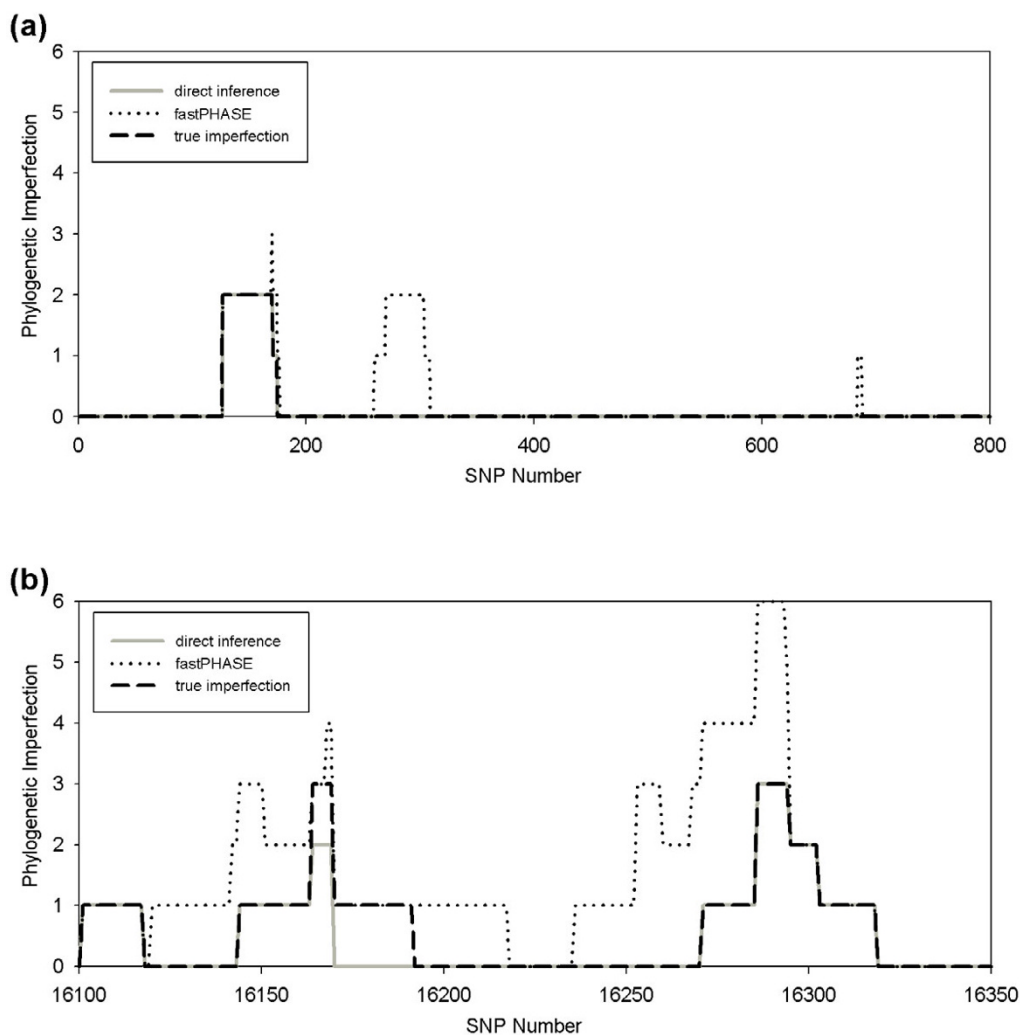 (a)
6
5
4
3
2
1
0
Phylogenetic Imperfection
direct inference
fastPHASE
true imperfection
0 200 400 600 800
SNP Number
(b)
6
5
4
3
2
1
0
Phylogenetic Imperfection
direct inference
fastPHASE
true imperfection
16100 16150 16200 16250 16300 16350
SNP Number